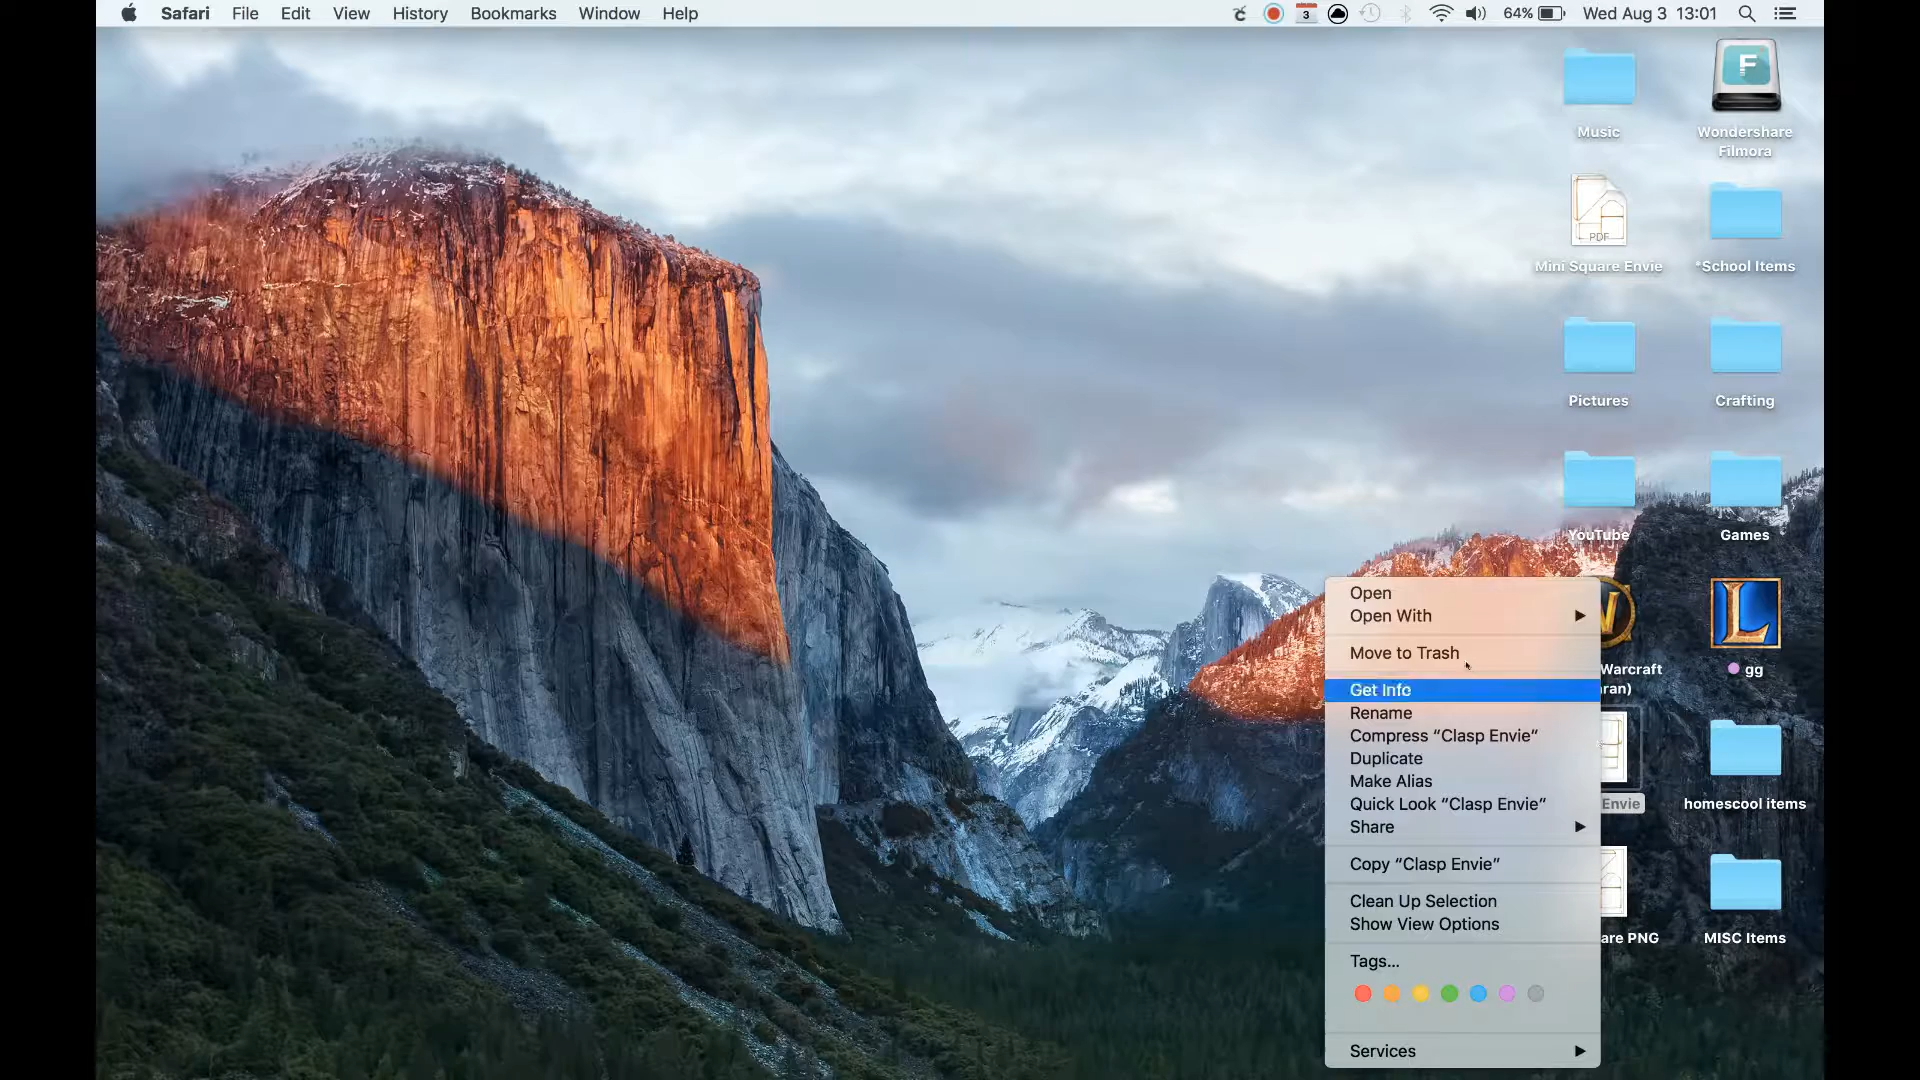 Safari File Edit View History Bookmarks Window Help
3 64% Wed Aug 3 13:01
F
Music
Wondershare
Filmora
PDF
Mini Square Envie
*School Items
Pictures
Crafting
YouTube
Games
Open
Open With
Move to Trash
Get Info
Rename
Compress “Clasp Envie”
Duplicate
Make Alias
Quick Look “Clasp Envie”
Share
Copy “Clasp Envie”
Clean Up Selection
Show View Options
Tags...
Services
W
L
Warcraft
gg
Envie
homescool items
PNG
MISC Items